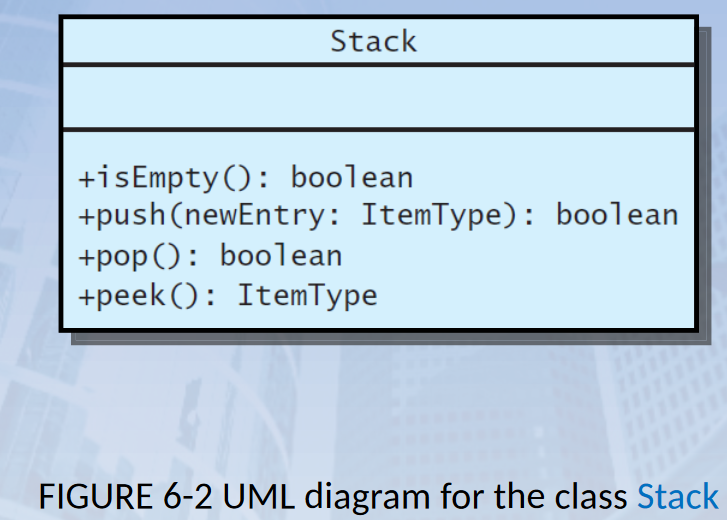 Stack
+isEmpty(): boolean
+push(newEntry: ItemType): boolean
+pop(): boolean
+peek(): ItemType
FIGURE 6-2 UML diagram for the class Stack